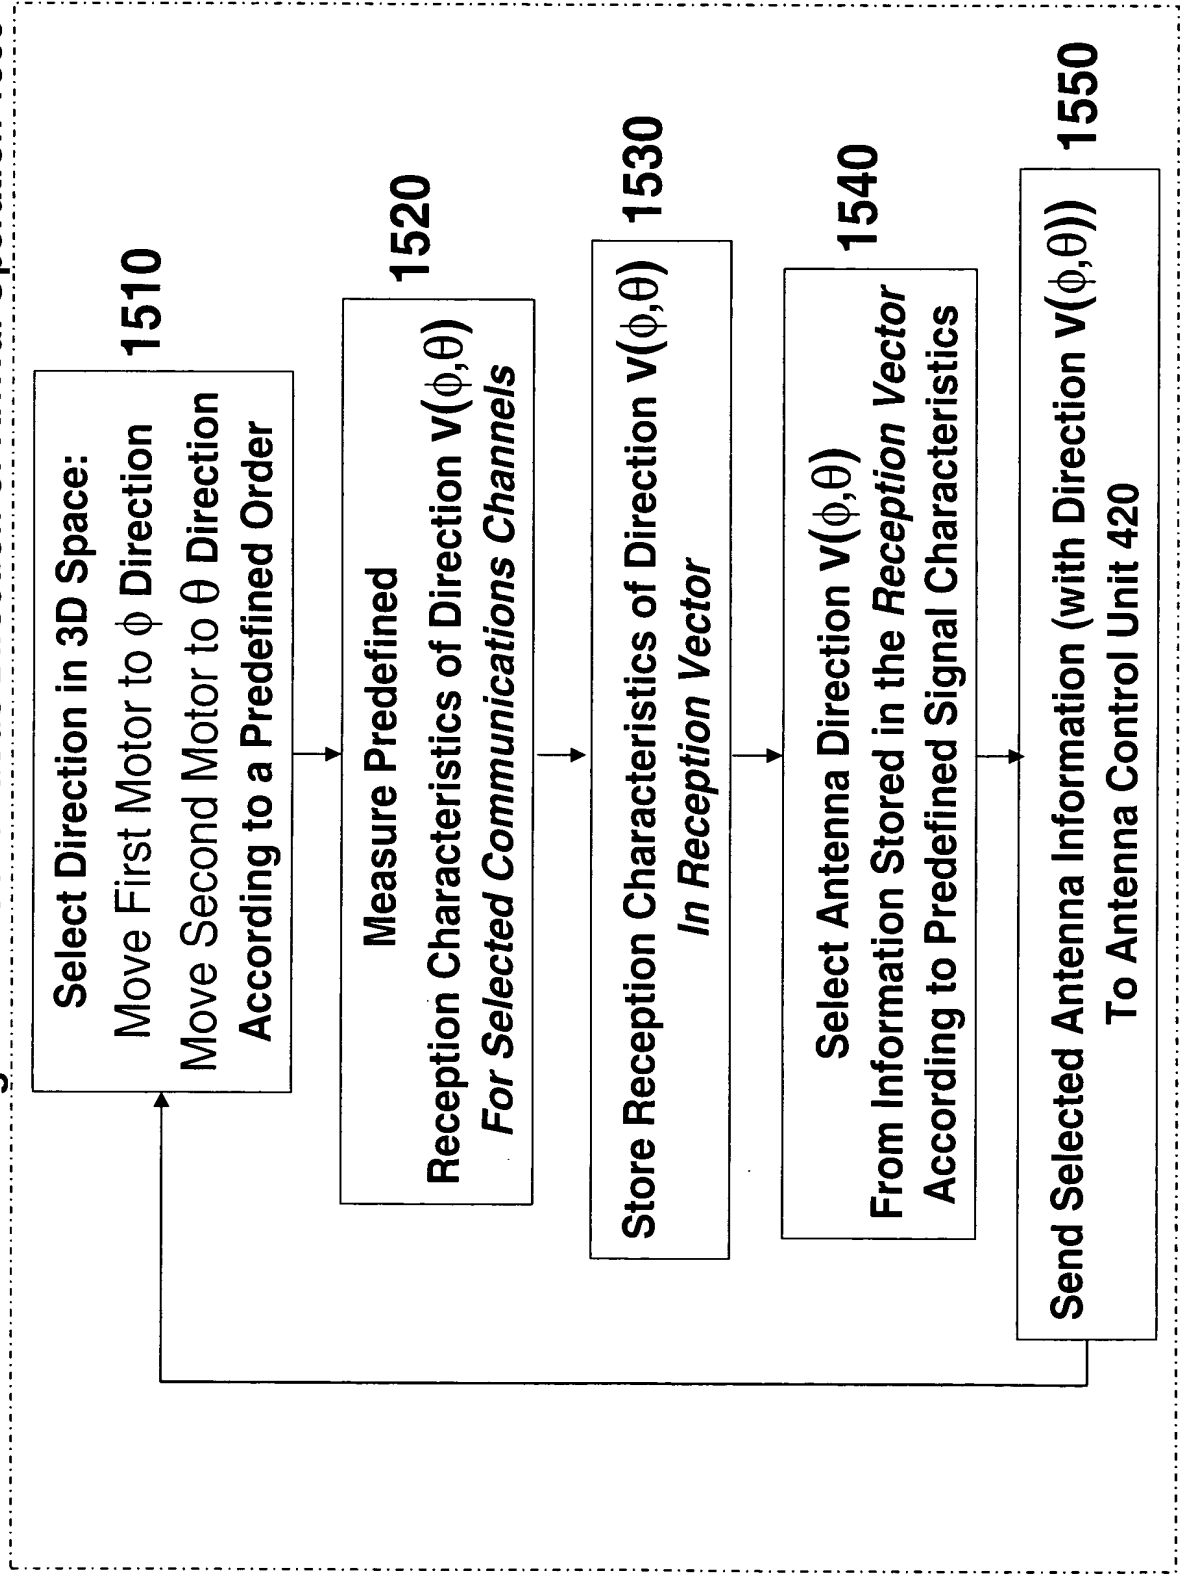 Select Direction in 3D Space:
Move First Motor to ϕ Direction
Move Second Motor to θ Direction
According to a Predefined Order
1510
Measure Predefined
Reception Characteristics of Direction V(ϕ,θ)
For Selected Communications Channels
1520
Store Reception Characteristics of Direction V(ϕ,θ)
In Reception Vector
1530
Select Antenna Direction V(ϕ,θ)
From Information Stored in the Reception Vector
According to Predefined Signal Characteristics
1540
Send Selected Antenna Information (with Direction V(ϕ,θ))
To Antenna Control Unit 420
1550